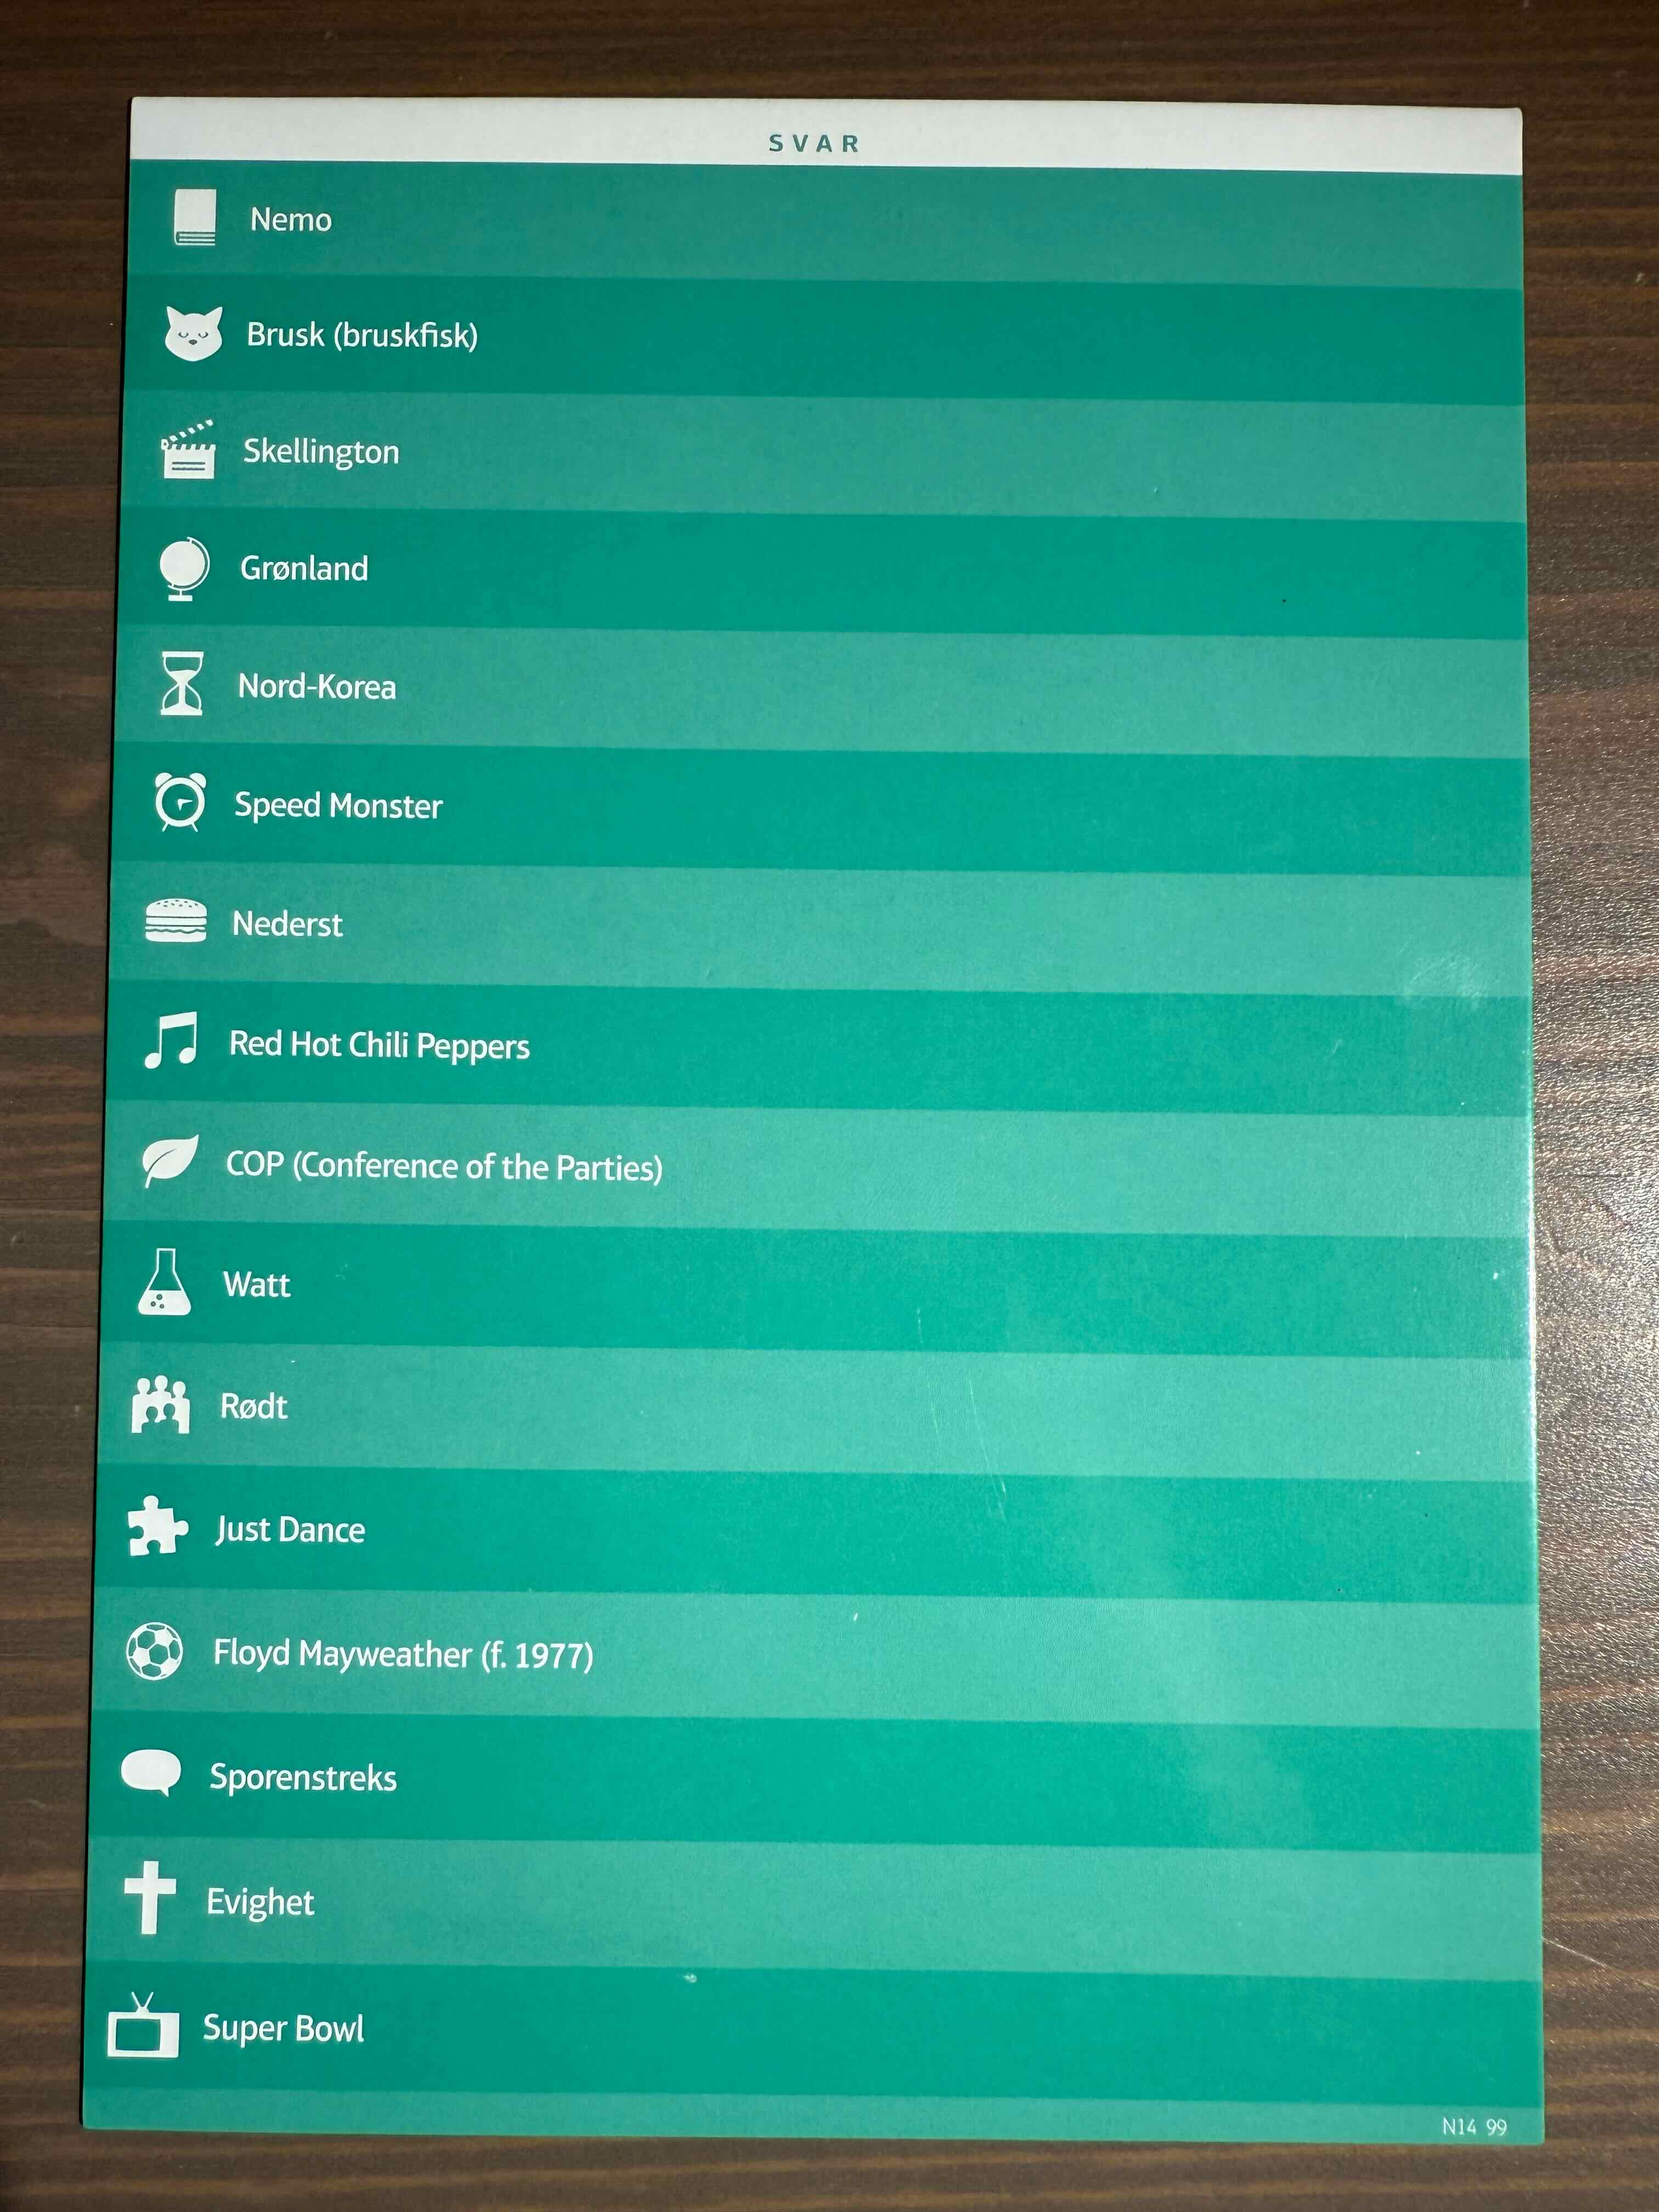 SVAR
Nemo
Brusk (bruskfisk)
Skellington
Grønland
Nord-Korea
Speed Monster
Nederst
Red Hot Chili Peppers
COP (Conference of the Parties)
Watt
Rødt
Just Dance
Floyd Mayweather (f. 1977)
Sporenstreks
Evighet
Super Bowl
N14 99